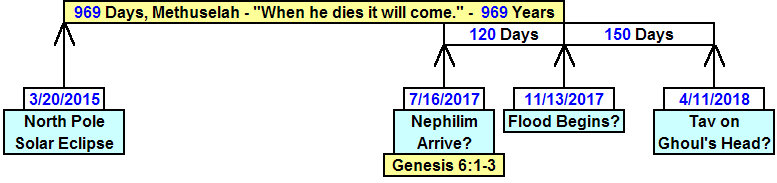 969 Days, Methuselah - "When he dies it will come." - 969 Years
120 Days
150 Days
3/20/2015
North Pole
Solar Eclipse
7/16/2017
Nephilim
Arrive?
Genesis 6:1-3
11/13/2017
Flood Begins?
4/11/2018
Tav on
Ghoul's Head?